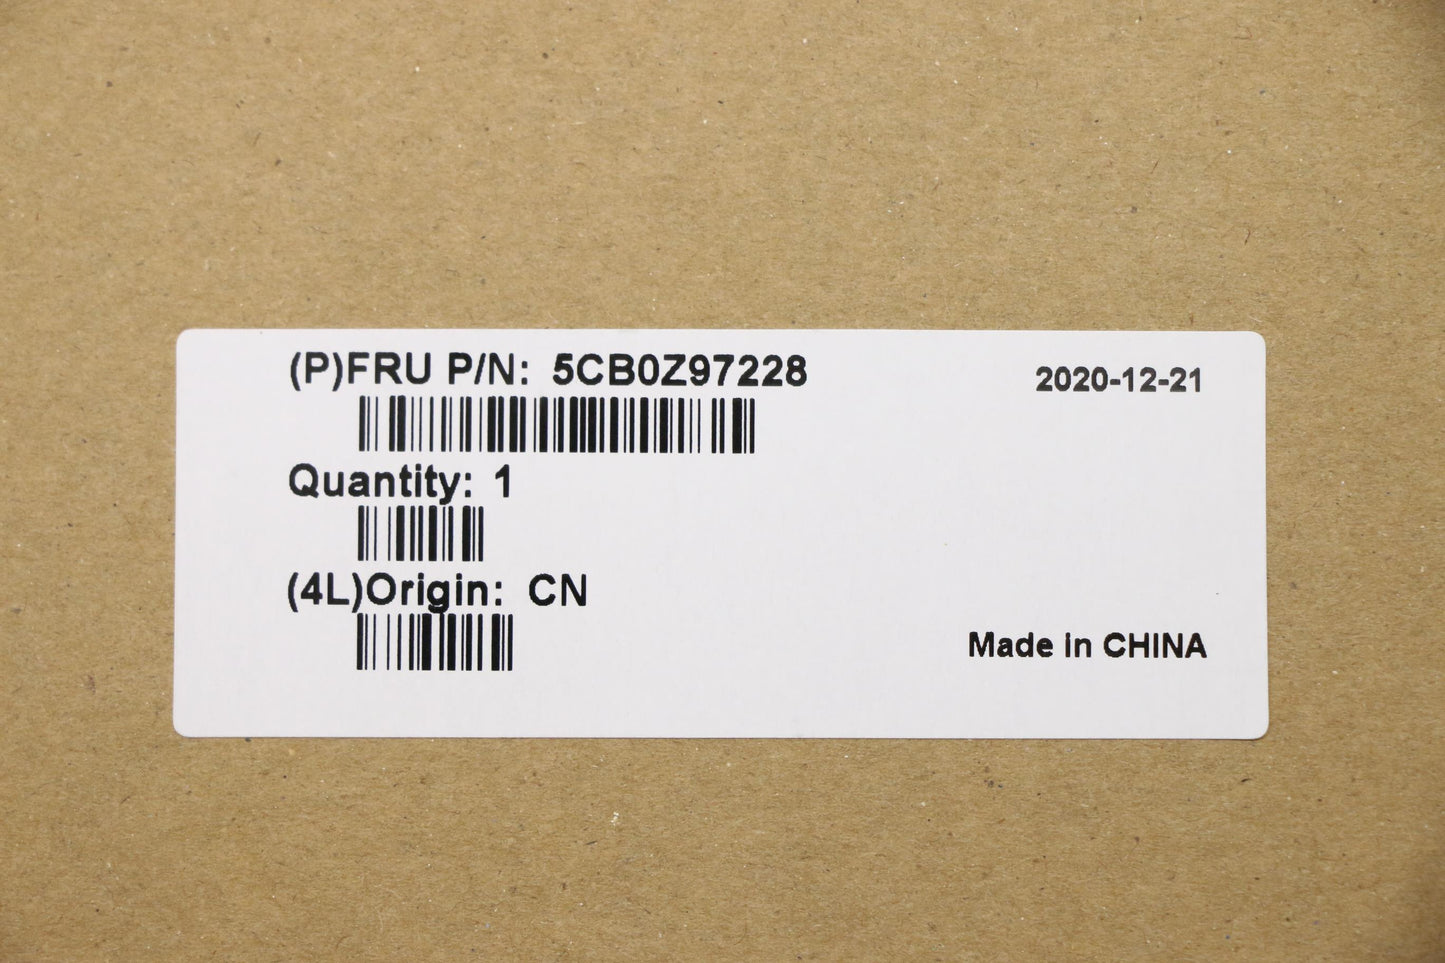 (P)FRU P/N: 5CB0Z97228
2020-12-21
Quantity: 1
(4L)Origin: CN
Made in CHINA